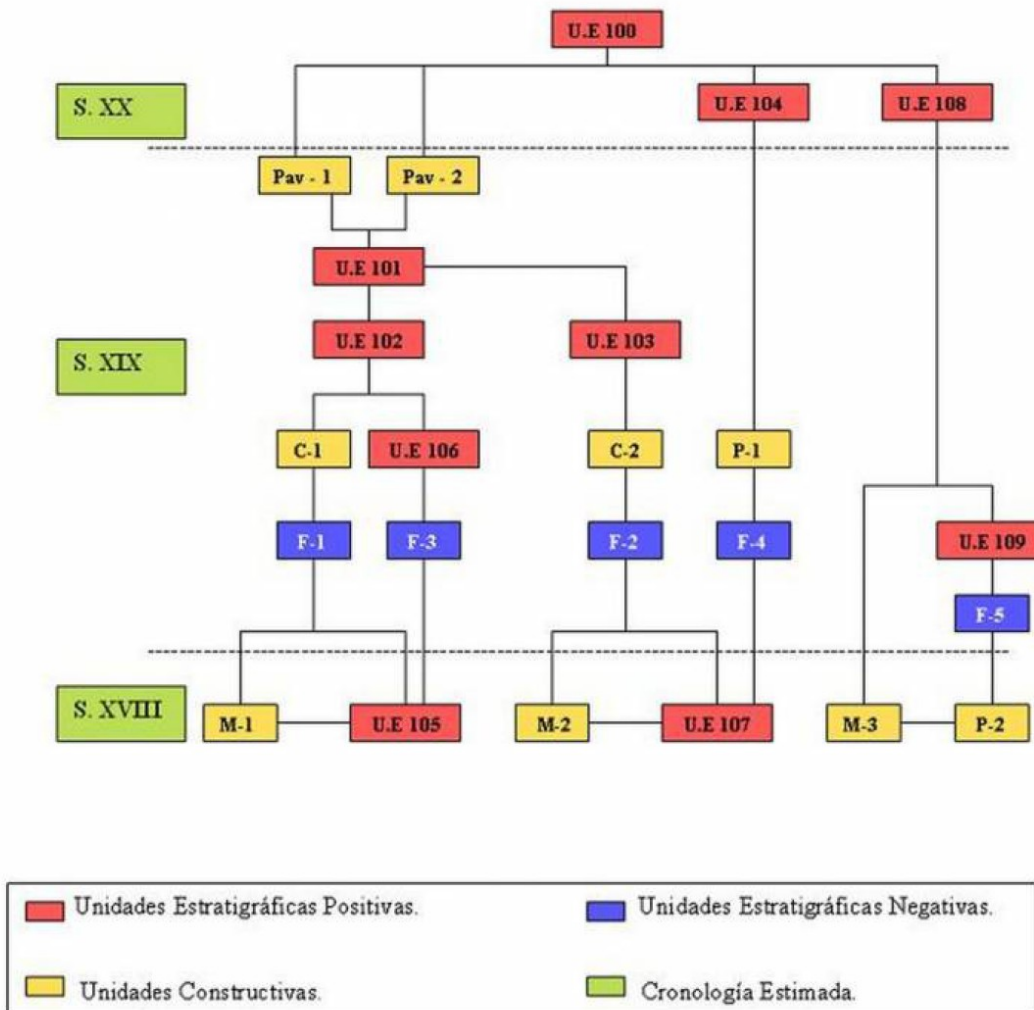 U.E 100
S. XX
U.E 104
U.E 108
Pav - 1
Pav - 2
U.E 101
S. XIX
U.E 102
U.E 103
C-1
U.E 106
C-2
P-1
F-1
F-3
F-2
F-4
U.E 109
F-5
S. XVIII
M-1
U.E 105
M-2
U.E 107
M-3
P-2
Unidades Estratigráficas Positivas.
Unidades Estratigráficas Negativas.
Unidades Constructivas.
Cronología Estimada.